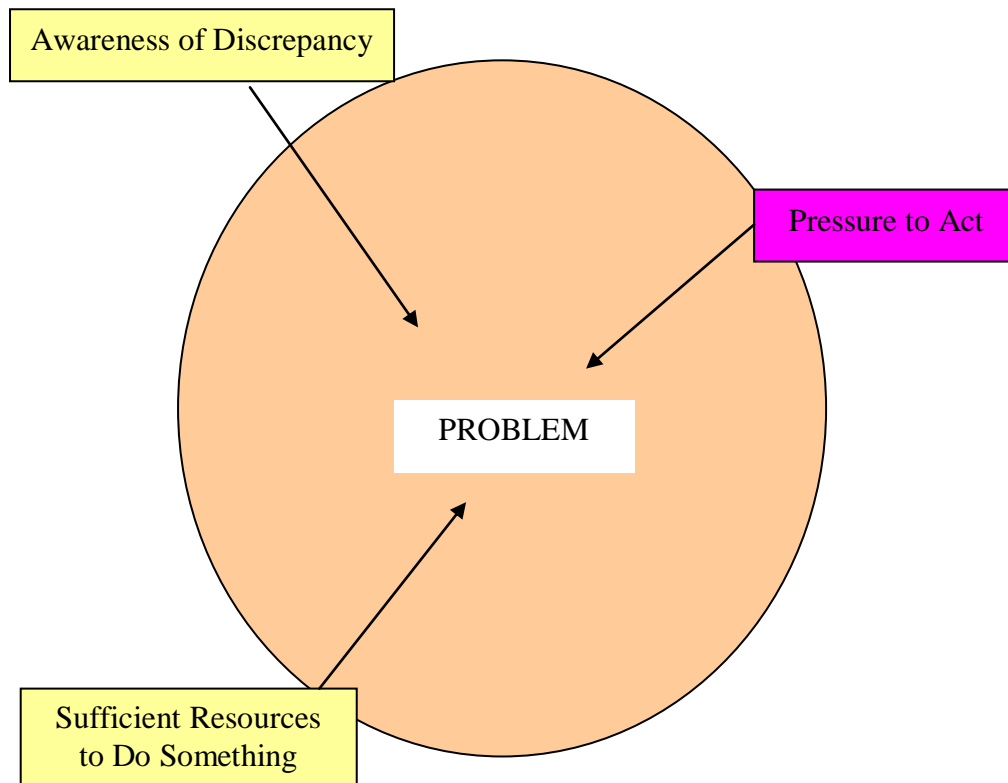 Awareness of Discrepancy
Pressure to Act
PROBLEM
Sufficient Resources
to Do Something